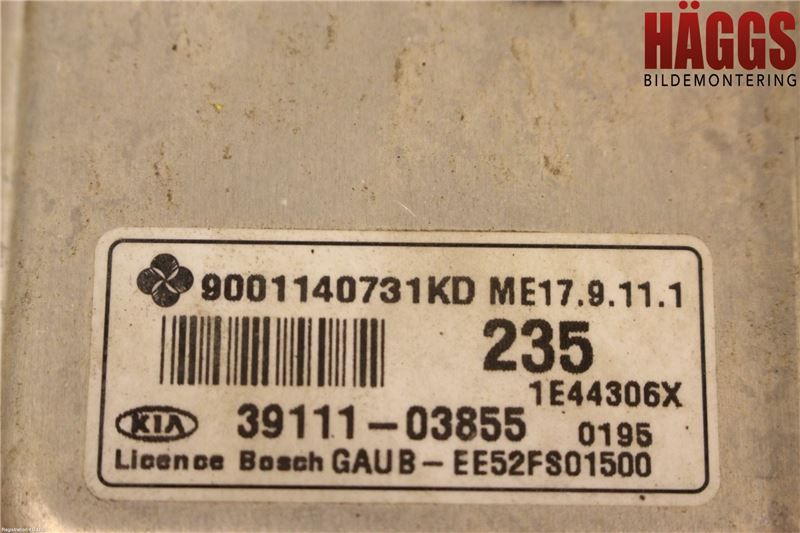 HÄGGS
BILDEMONTERING
9001140731KD ME17.9.11.1
235
1E44306X
KIA 39111-03855 0195
Licence Bosch GAUB-EE52FS01500